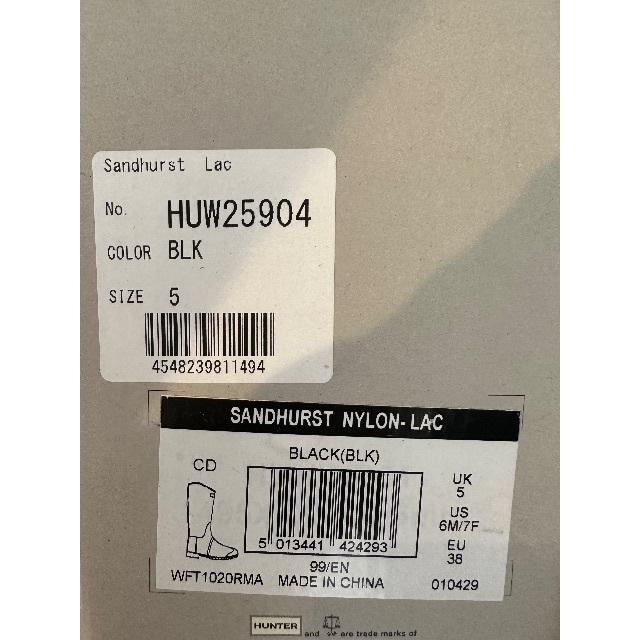 Sandhurst Lac
No. HUW25904
COLOR BLK
SIZE 5
4548239811494
SANDHURST NYLON-LAC
BLACK(BLK)
CD
UK
5
US
6M/7F
EU
38
5 013441 424293
99/EN
WFT1020RMA MADE IN CHINA 010429
HUNTER and are trade marks of